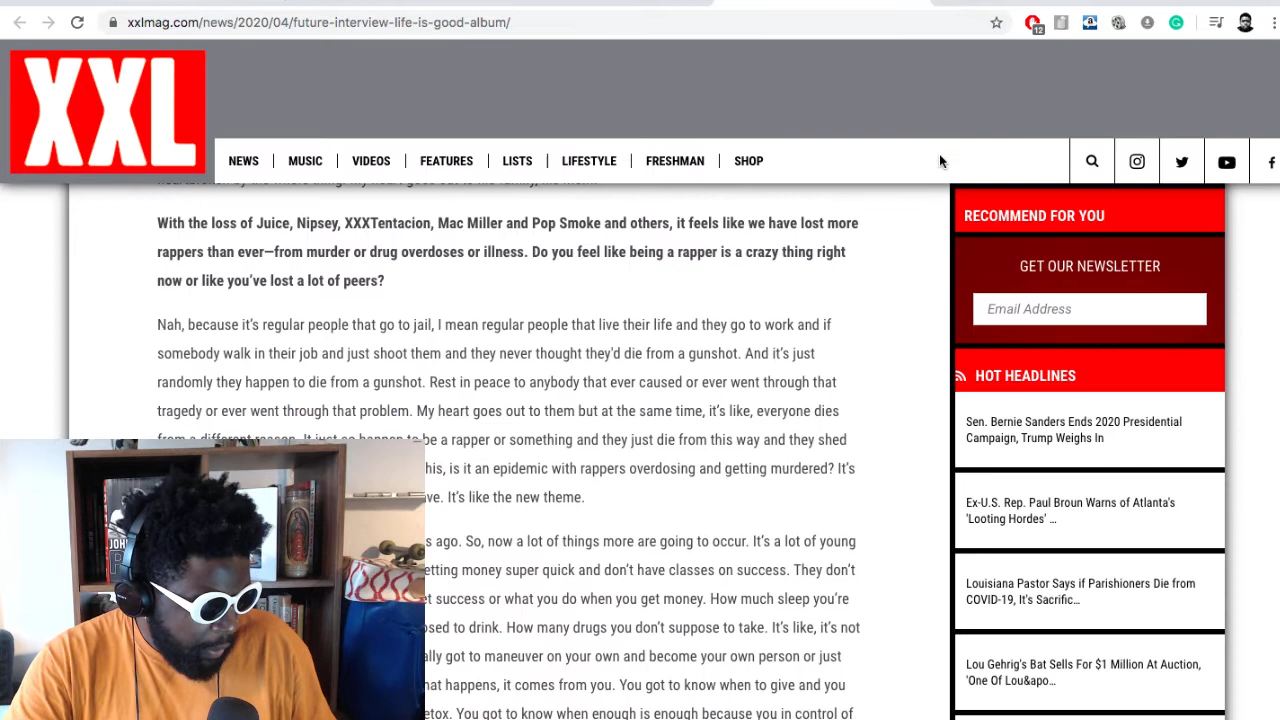 xxlmag.com/news/2020/04/future-interview-life-is-good-album/
12
XXL
NEWS
MUSIC
VIDEOS
FEATURES
LISTS
LIFESTYLE
FRESHMAN
SHOP
With the loss of Juice, Nipsey, XXXTentacion, Mac Miller and Pop Smoke and others, it feels like we have lost more
rappers than ever—from murder or drug overdoses or illness. Do you feel like being a rapper is a crazy thing right
now or like you've lost a lot of peers?
Nah, because it's regular people that go to jail, I mean regular people that live their life and they go to work and if
somebody walk in their job and just shoot them and they never thought they'd die from a gunshot. And it's just
randomly they happen to die from a gunshot. Rest in peace to anybody that ever caused or ever went through that
tragedy or ever went through that problem. My heart goes out to them but at the same time, it's like, everyone dies
from a different reason. It just so happen to be a rapper or something and they just die from this way and they shed
his, is it an epidemic with rappers overdosing and getting murdered? It's
ve. It's like the new theme.
s ago. So, now a lot of things more are going to occur. It's a lot of young
etting money super quick and don't have classes on success. They don't
et success or what you do when you get money. How much sleep you're
osed to drink. How many drugs you don't suppose to take. It's like, it's not
ally got to maneuver on your own and become your own person or just
hat happens, it comes from you. You got to know when to give and you
etox. You got to know when enough is enough because you in control of
RECOMMEND FOR YOU
GET OUR NEWSLETTER
Email Address
HOT HEADLINES
Sen. Bernie Sanders Ends 2020 Presidential
Campaign, Trump Weighs In
Ex-U.S. Rep. Paul Broun Warns of Atlanta's
'Looting Hordes' …
Louisiana Pastor Says if Parishioners Die from
COVID-19, It's Sacrific…
Lou Gehrig's Bat Sells For $1 Million At Auction,
'One Of Lou&apo…